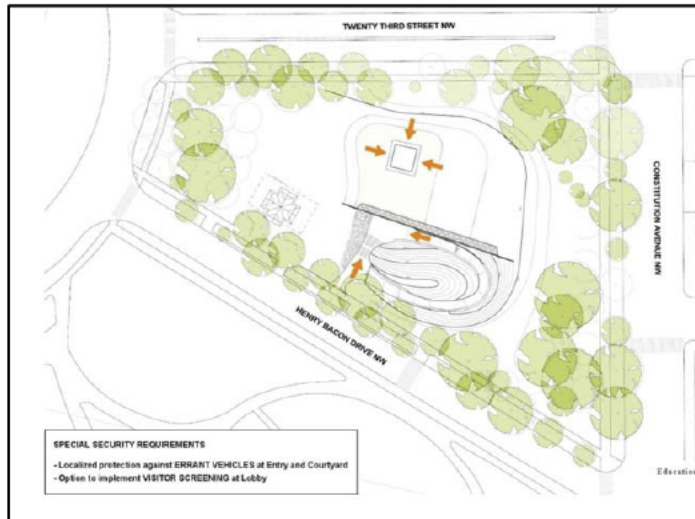 TWENTY THIRD STREET NW
CONSTITUTION AVENUE NW
HENRY BACON DRIVE NW
SPECIAL SECURITY REQUIREMENTS
- Localized protection against ERRANT VEHICLES at Entry and Courtyard
- Option to implement VISITOR SCREENING at Lobby
Education